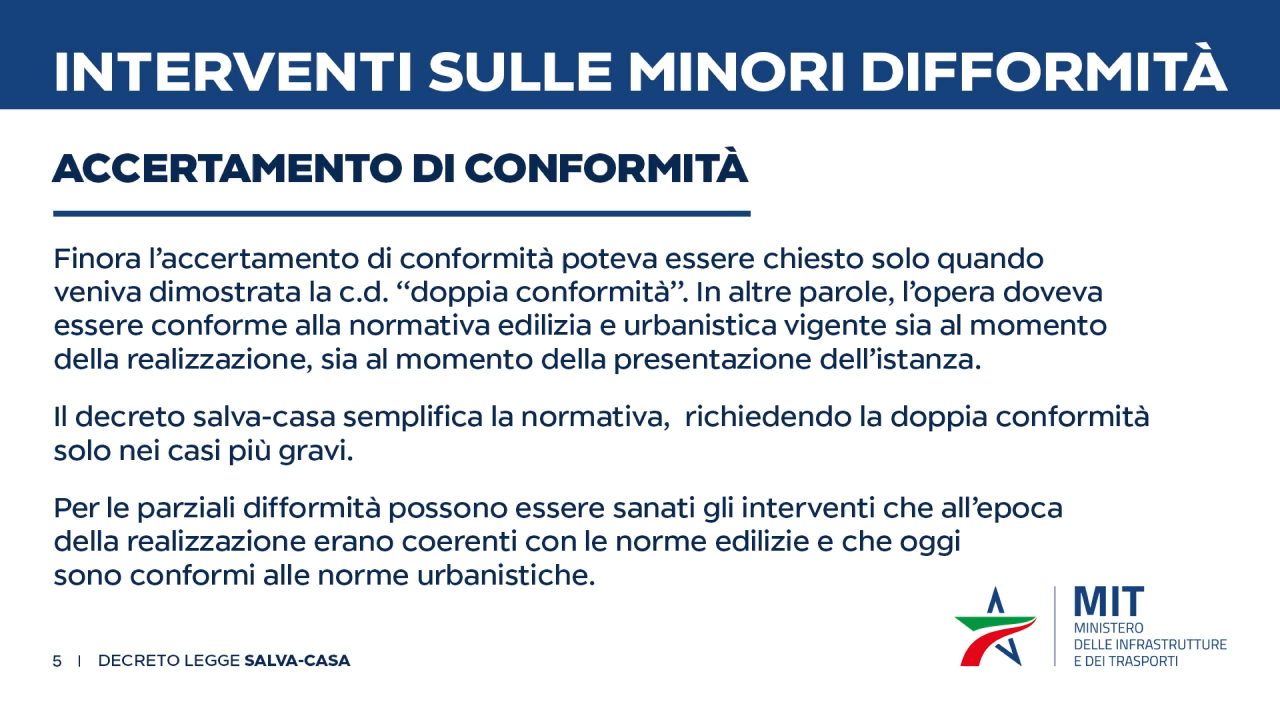 INTERVENTI SULLE MINORI DIFFORMITÀ
ACCERTAMENTO DI CONFORMITÀ
Finora l’accertamento di conformità poteva essere chiesto solo quando
veniva dimostrata la c.d. “doppia conformità”. In altre parole, l’opera doveva
essere conforme alla normativa edilizia e urbanistica vigente sia al momento
della realizzazione, sia al momento della presentazione dell’istanza.
Il decreto salva-casa semplifica la normativa,  richiedendo la doppia conformità
solo nei casi più gravi.
Per le parziali difformità possono essere sanati gli interventi che all’epoca
della realizzazione erano coerenti con le norme edilizie e che oggi
sono conformi alle norme urbanistiche.
5 | DECRETO LEGGE SALVA-CASA
MIT
MINISTERO
DELLE INFRASTRUTTURE
E DEI TRASPORTI